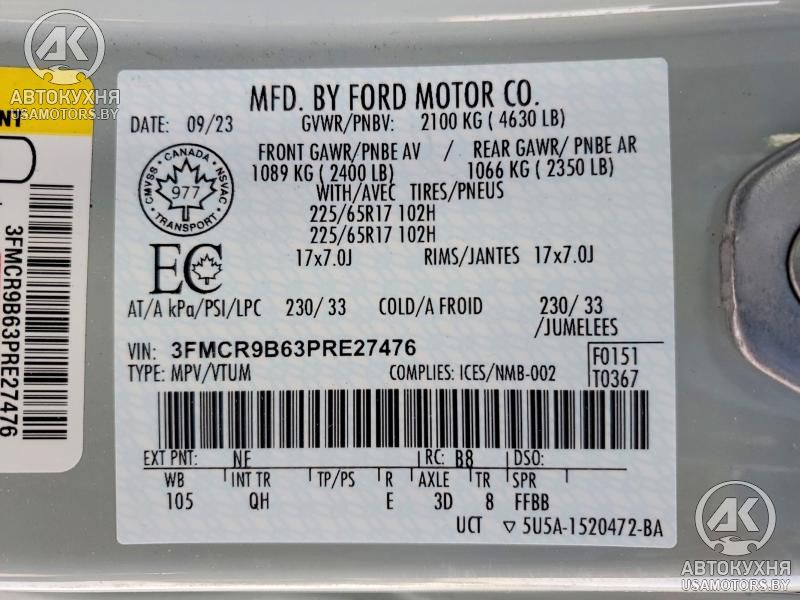 AK
АВТОКУХНЯ
USAMOTORS.BY
NT
3FMCR9B63PRE27476
MFD. BY FORD MOTOR CO.
DATE: 09/23 GVWR/PNBV: 2100 KG ( 4630 LB)
FRONT GAWR/PNBE AV / REAR GAWR/ PNBE AR
1089 KG ( 2400 LB) 1066 KG ( 2350 LB)
WITH/AVEC TIRES/PNEUS
225/65R17 102H
225/65R17 102H
17x7.0J RIMS/JANTES 17x7.0J
CANADA
CMVSS NSVAC
977
TRANSPORT
EC
AT/A kPa/PSI/LPC 230/ 33 COLD/A FROID 230/ 33
/JUMELEES
VIN: 3FMCR9B63PRE27476 F0151
TYPE: MPV/VTUM COMPLIES: ICES/NMB-002 T0367
EXT PNT: NF RC: B8 DSO:
WB INT TR TP/PS R AXLE TR SPR
105 QH E 3D 8 FFBB
UCT ▽ 5U5A-1520472-BA
AK
АВТОКУХНЯ
USAMOTORS.BY